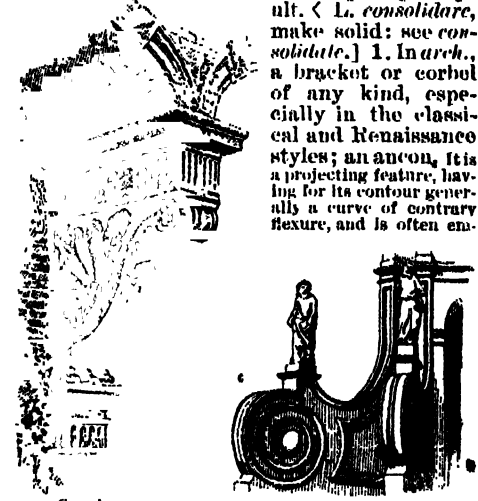 ult. < L. consolidare,
make solid: see con-
solidate.] 1. In arch.,
a bracket or corbel
of any kind, espe-
cially in the classi-
cal and Renaissance
styles; an ancon. It is
a projecting feature, hav-
ing for its contour gener-
ally a curve of contrary
flexure, and is often em-